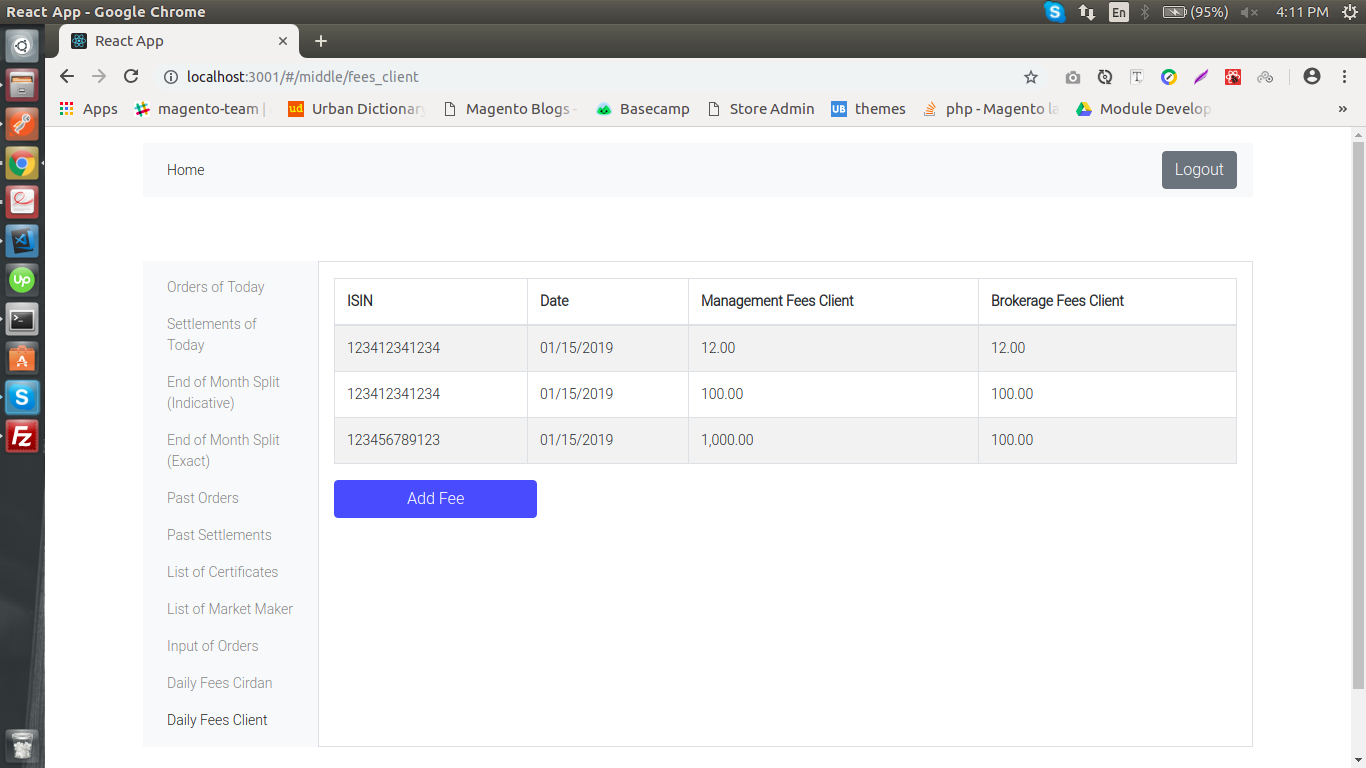 React App - Google Chrome
En
(95%)
4:11 PM
React App
localhost:3001/#/middle/fees_client
Apps
magento-team |
ud
Urban Dictionar
Magento Blogs -
Basecamp
Store Admin
UB
themes
php - Magento la
Module Develop
»
Home
Logout
Orders of Today
Settlements of
Today
End of Month Split
(Indicative)
End of Month Split
(Exact)
Past Orders
Past Settlements
List of Certificates
List of Market Maker
Input of Orders
Daily Fees Cirdan
Daily Fees Client
ISIN Date Management Fees Client Brokerage Fees Client
123412341234 01/15/2019 12.00 12.00
123412341234 01/15/2019 100.00 100.00
123456789123 01/15/2019 1,000.00 100.00
Add Fee
up
S
Fz